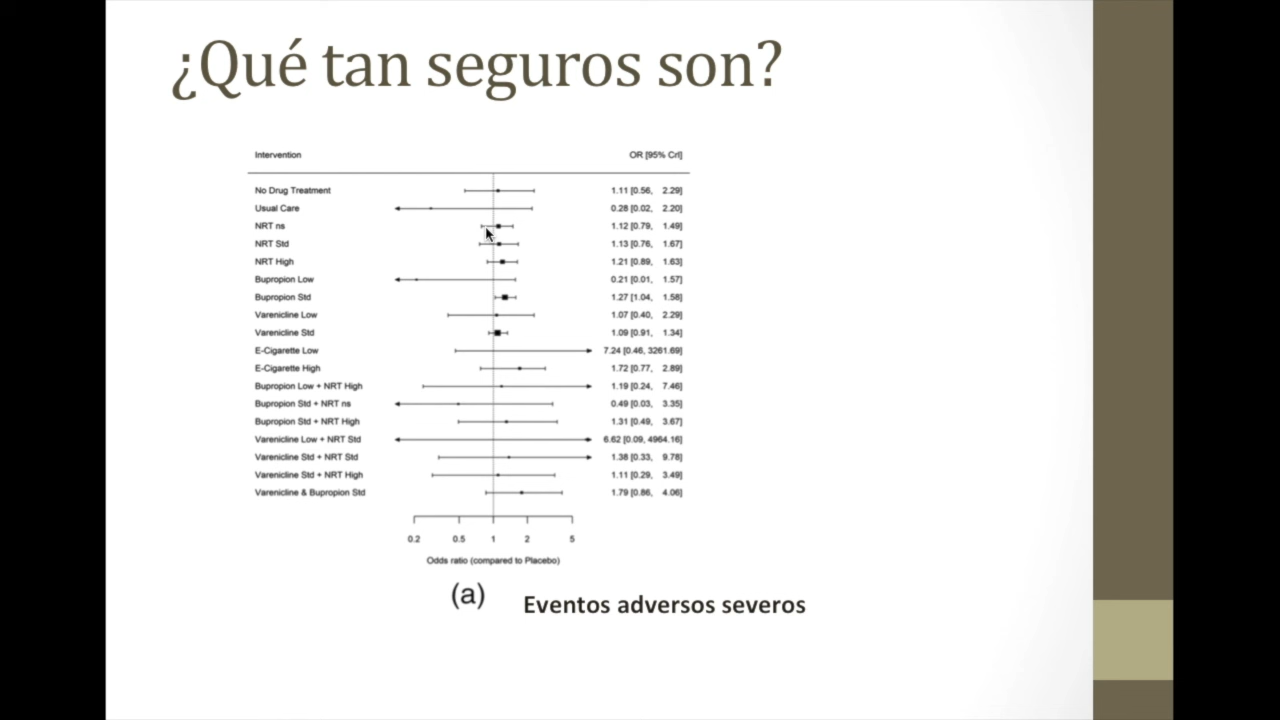 ¿Qué tan seguros son?
Intervention OR [95% CrI]
No Drug Treatment 1.11 [0.56, 2.29]
Usual Care 0.28 [0.02, 2.20]
NRT ns 1.12 [0.79, 1.49]
NRT Std 1.13 [0.76, 1.67]
NRT High 1.21 [0.89, 1.63]
Bupropion Low 0.21 [0.01, 1.57]
Bupropion Std 1.27 [1.04, 1.58]
Varenicline Low 1.07 [0.40, 2.29]
Varenicline Std 1.09 [0.91, 1.34]
E-Cigarette Low 7.24 [0.46, 3261.69]
E-Cigarette High 1.72 [0.77, 2.89]
Bupropion Low + NRT High 1.19 [0.24, 7.46]
Bupropion Std + NRT ns 0.49 [0.03, 3.35]
Bupropion Std + NRT High 1.31 [0.49, 3.67]
Varenicline Low + NRT Std 6.62 [0.09, 4964.16]
Varenicline Std + NRT Std 1.38 [0.33, 9.78]
Varenicline Std + NRT High 1.11 [0.29, 3.49]
Varenicline & Bupropion Std 1.79 [0.86, 4.06]
0.2 0.5 1 2 5
Odds ratio (compared to Placebo)
(a) Eventos adversos severos